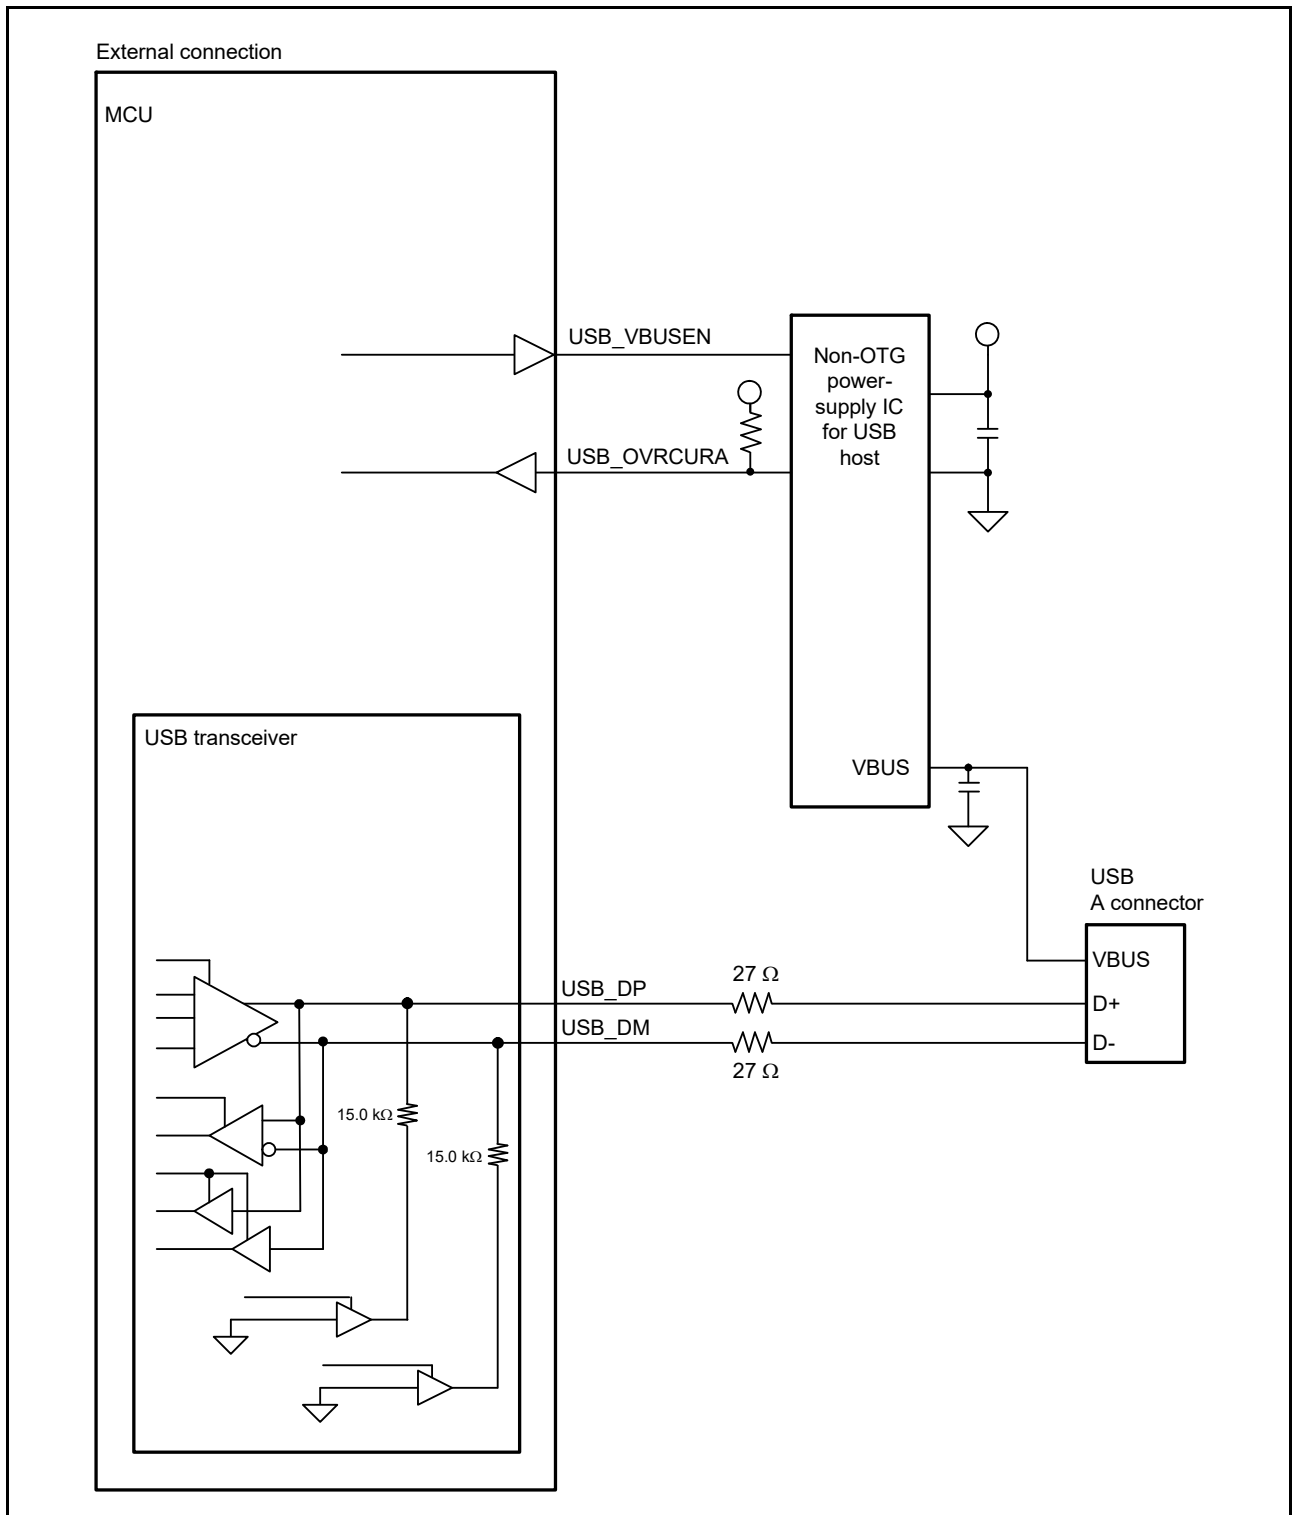 External connection
MCU
USB_VBUSEN
Non-OTG
power-
supply IC
for USB
host
USB_OVRCURA
USB transceiver
VBUS
USB
A connector
VBUS
27 Ω
USB_DP
D+
USB_DM
D-
27 Ω
15.0 kΩ
15.0 kΩ